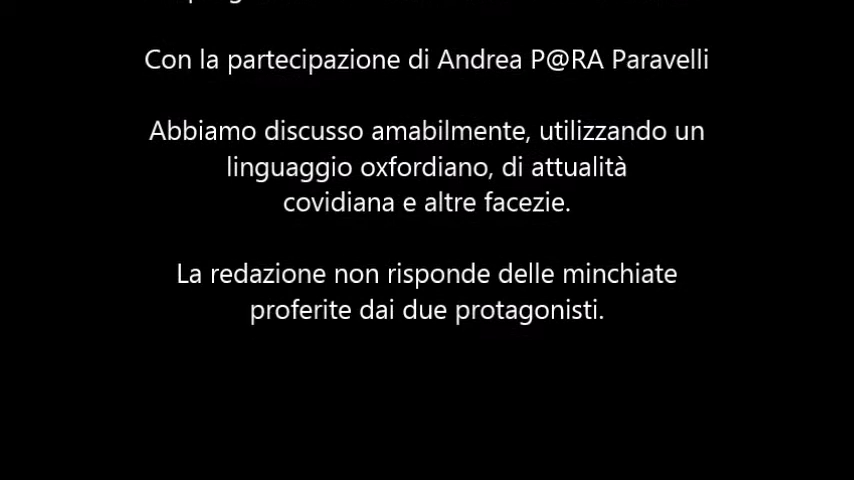 Con la partecipazione di Andrea P@RA Paravelli
Abbiamo discusso amabilmente, utilizzando un
linguaggio oxfordiano, di attualità
covidiana e altre facezie.
La redazione non risponde delle minchiate
proferite dai due protagonisti.